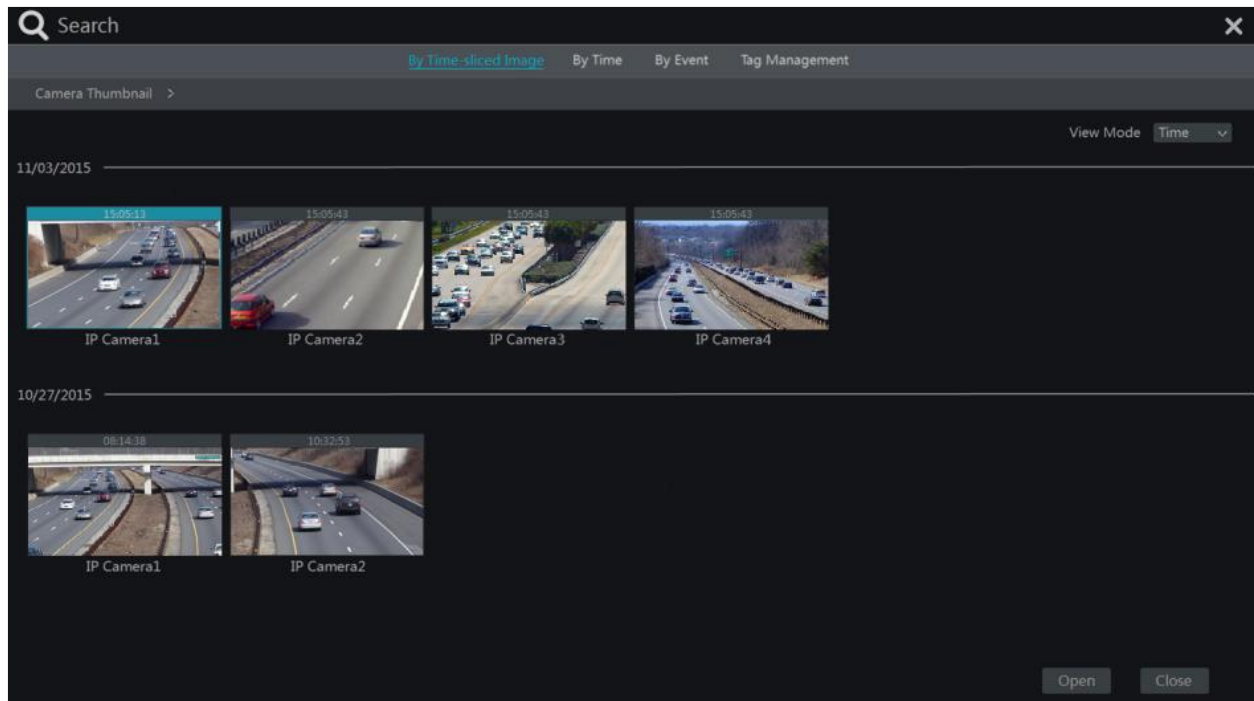 Search
By Time-sliced Image By Time By Event Tag Management
Camera Thumbnail >
View Mode Time
11/03/2015
15:05:13 15:05:43 15:05:43 15:05:43
IP Camera1 IP Camera2 IP Camera3 IP Camera4
10/27/2015
08:14:38 10:32:53
IP Camera1 IP Camera2
Open Close